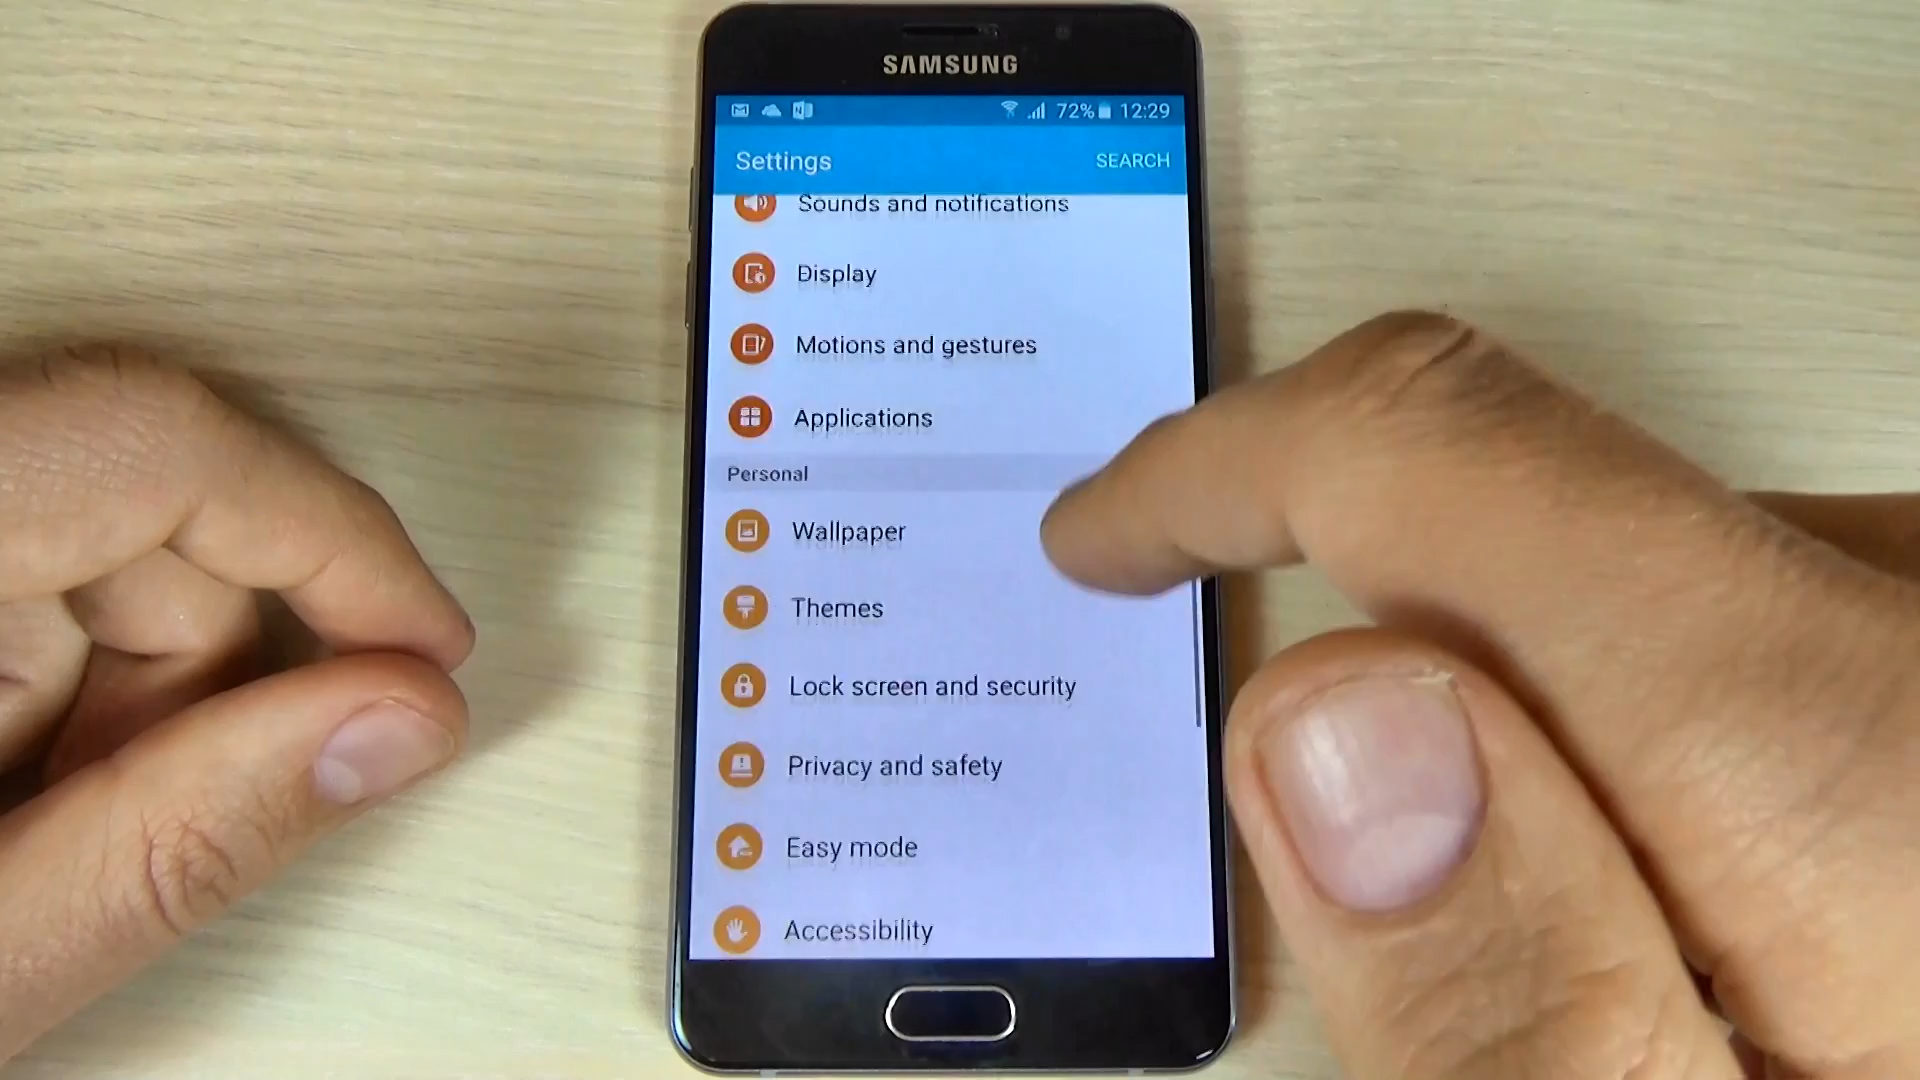 SAMSUNG
72% 12:29
Settings SEARCH
Sounds and notifications
Display
Motions and gestures
Applications
Personal
Wallpaper
Themes
Lock screen and security
Privacy and safety
Easy mode
Accessibility